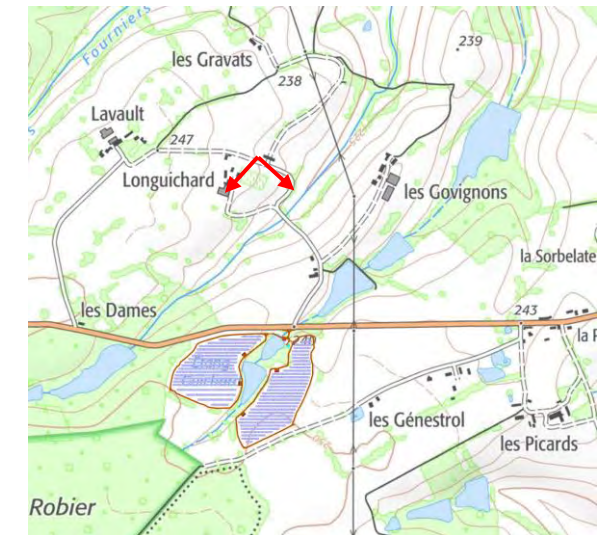 Fourniers
les Gravats
239
238
Lavault
247
Longuichard
les Govignons
la Sorbelate
les Dames
243
la F
Étang
les Génestrol
les Picards
Robier